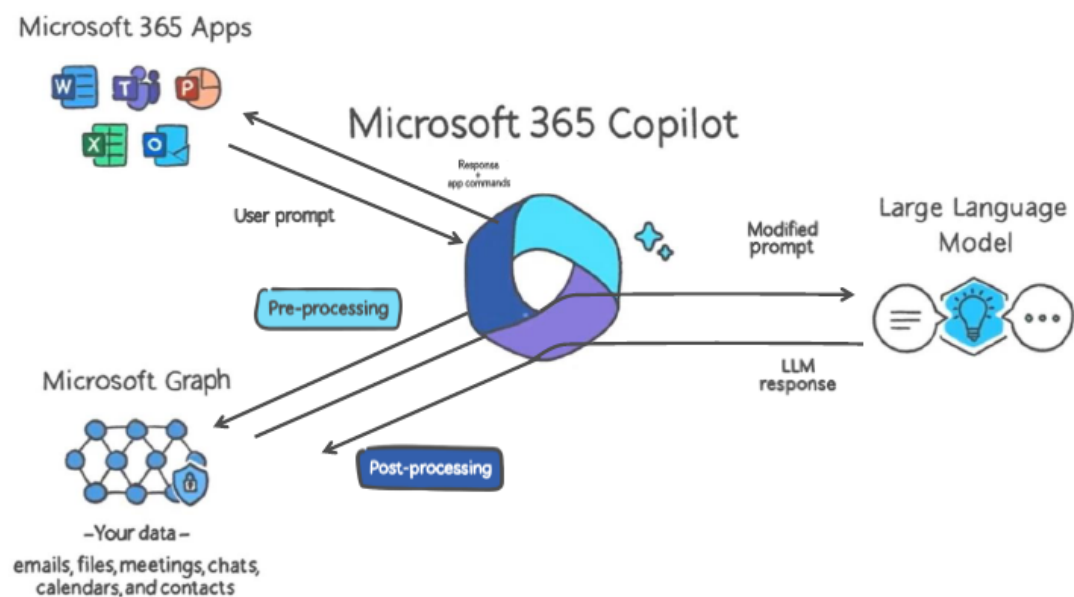 Microsoft 365 Apps
W
T
P
X
O
Microsoft 365 Copilot
Response
+
app commands
User prompt
Modified
prompt
Large Language
Model
Pre-processing
LLM
response
Microsoft Graph
Post-processing
–Your data–
emails, files, meetings, chats,
calendars, and contacts